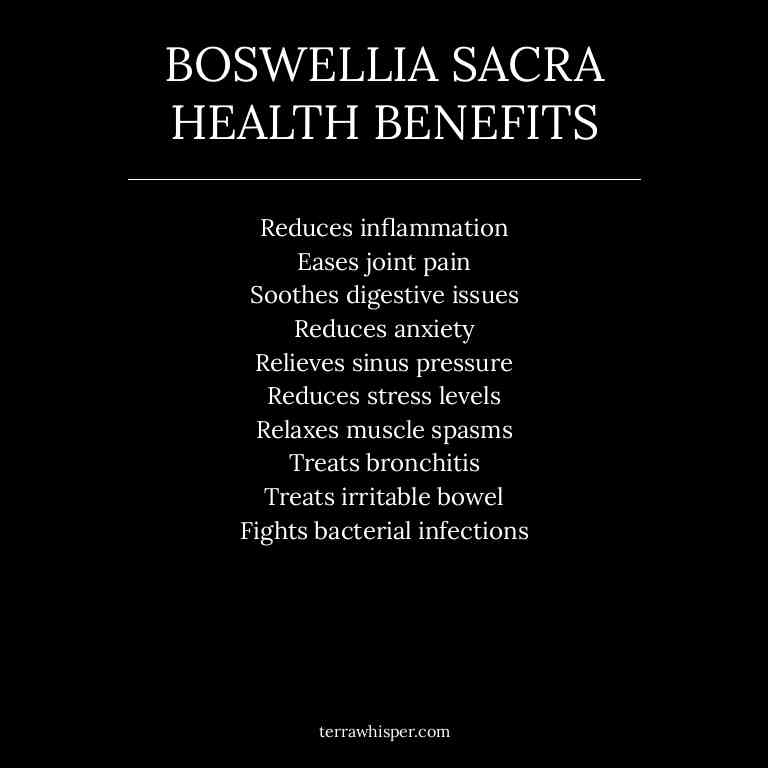 BOSWELLIA SACRA
HEALTH BENEFITS
Reduces inflammation
Eases joint pain
Soothes digestive issues
Reduces anxiety
Relieves sinus pressure
Reduces stress levels
Relaxes muscle spasms
Treats bronchitis
Treats irritable bowel
Fights bacterial infections
terrawhisper.com